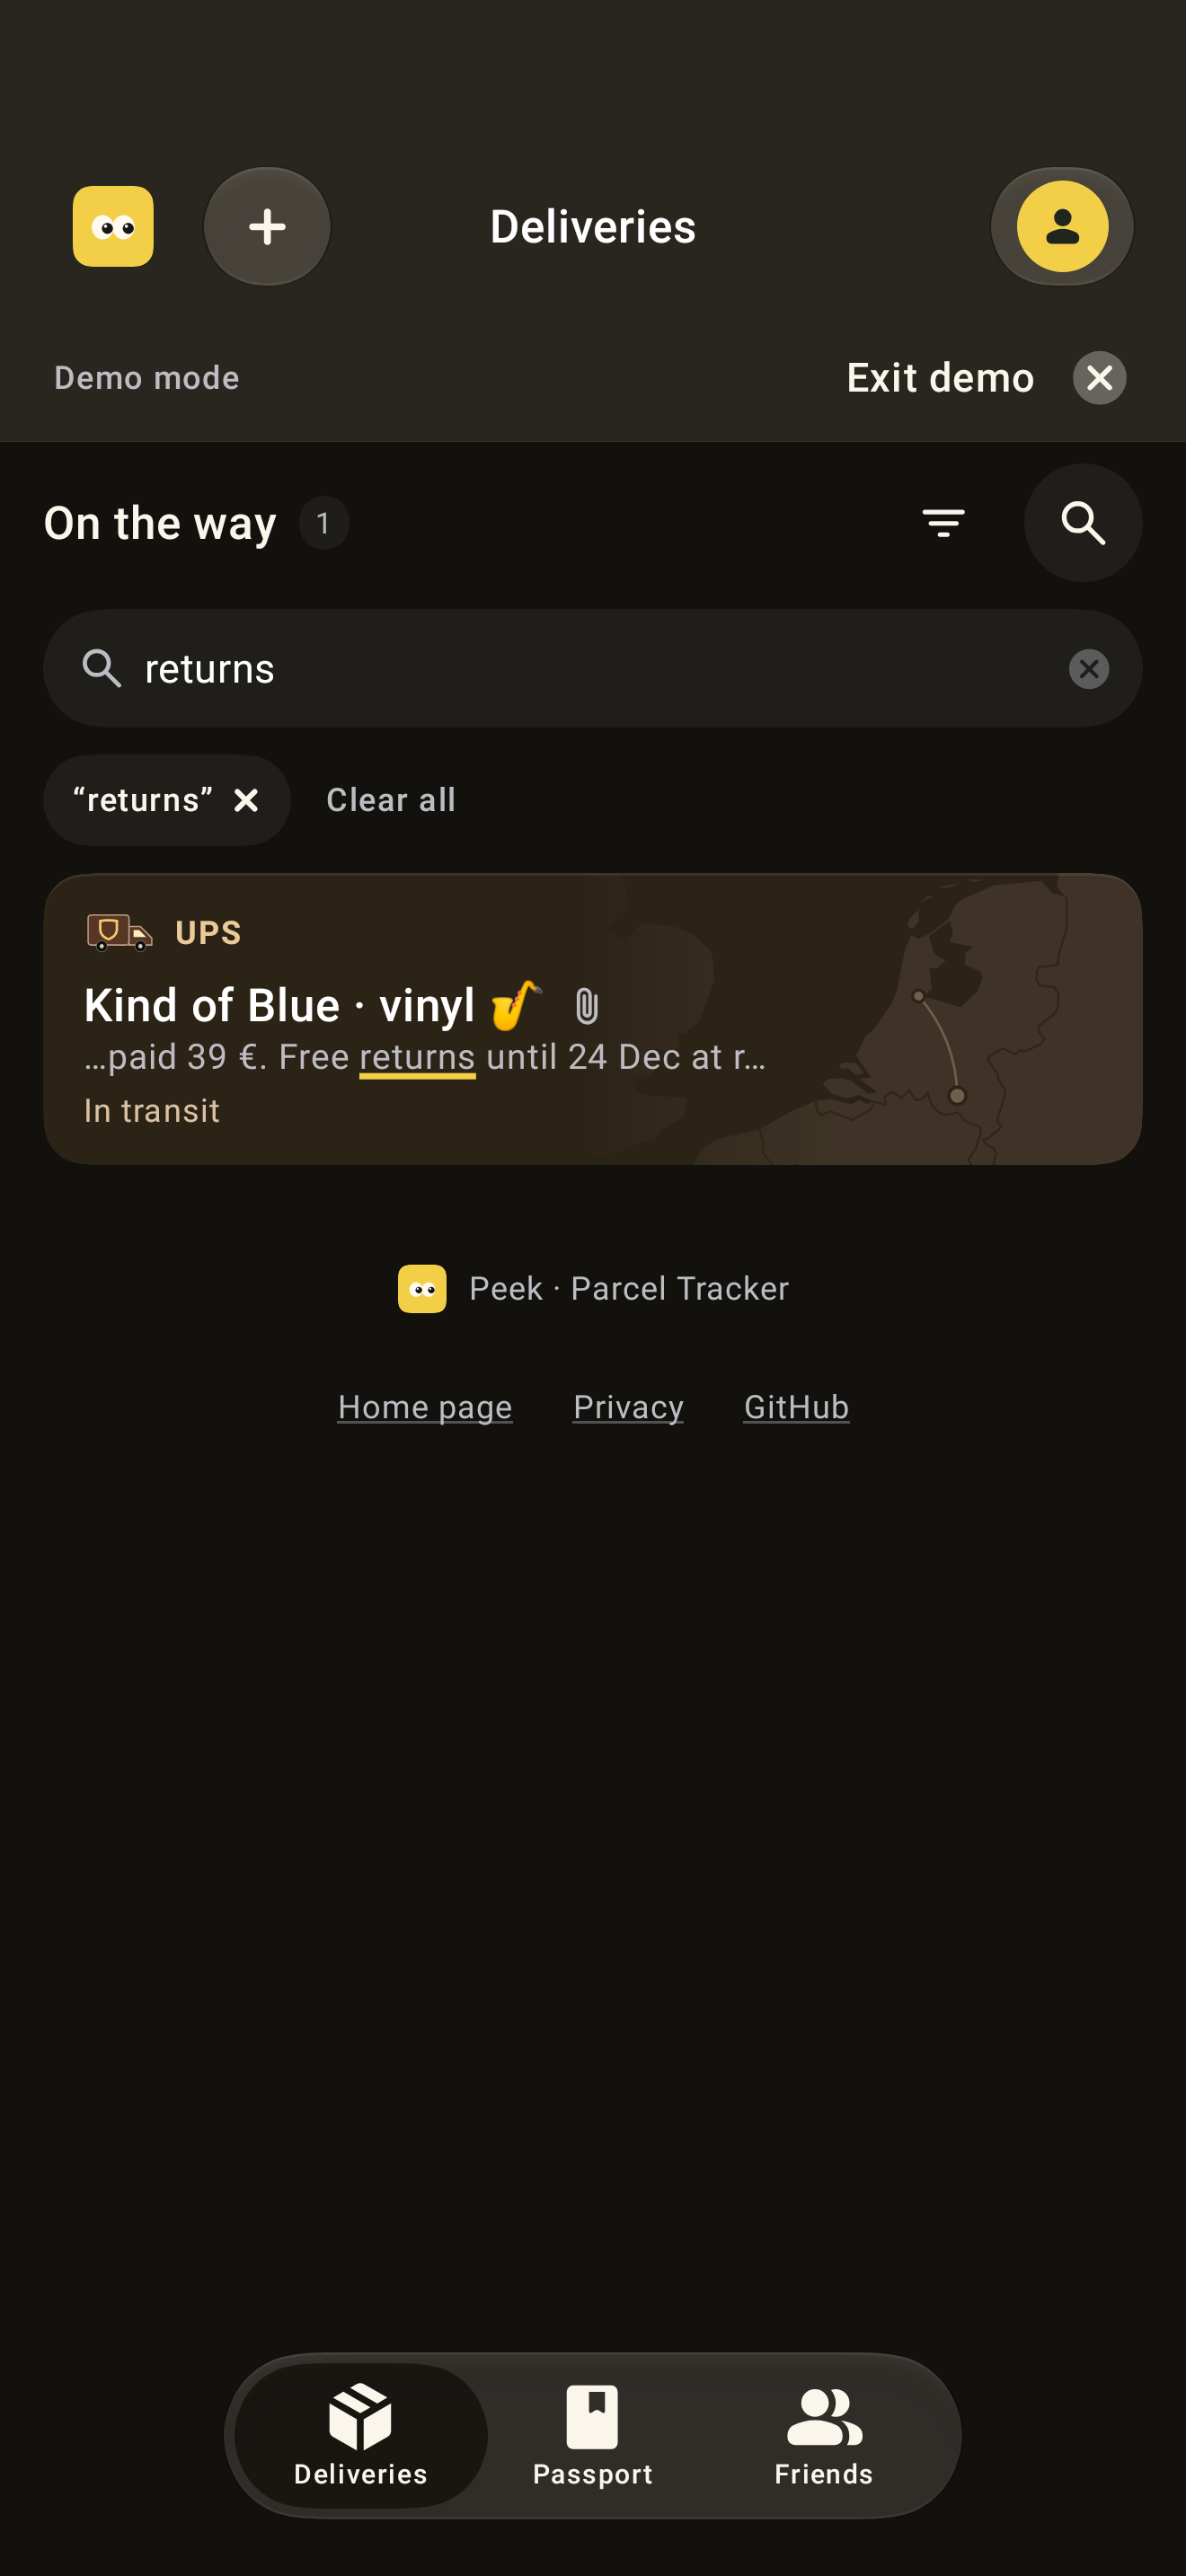 Deliveries
Demo mode
Exit demo
On the way 1
returns
“returns”
Clear all
UPS
Kind of Blue · vinyl 🎷
…paid 39 €. Free returns until 24 Dec at r…
In transit
Peek · Parcel Tracker
Home page
Privacy
GitHub
Deliveries
Passport
Friends